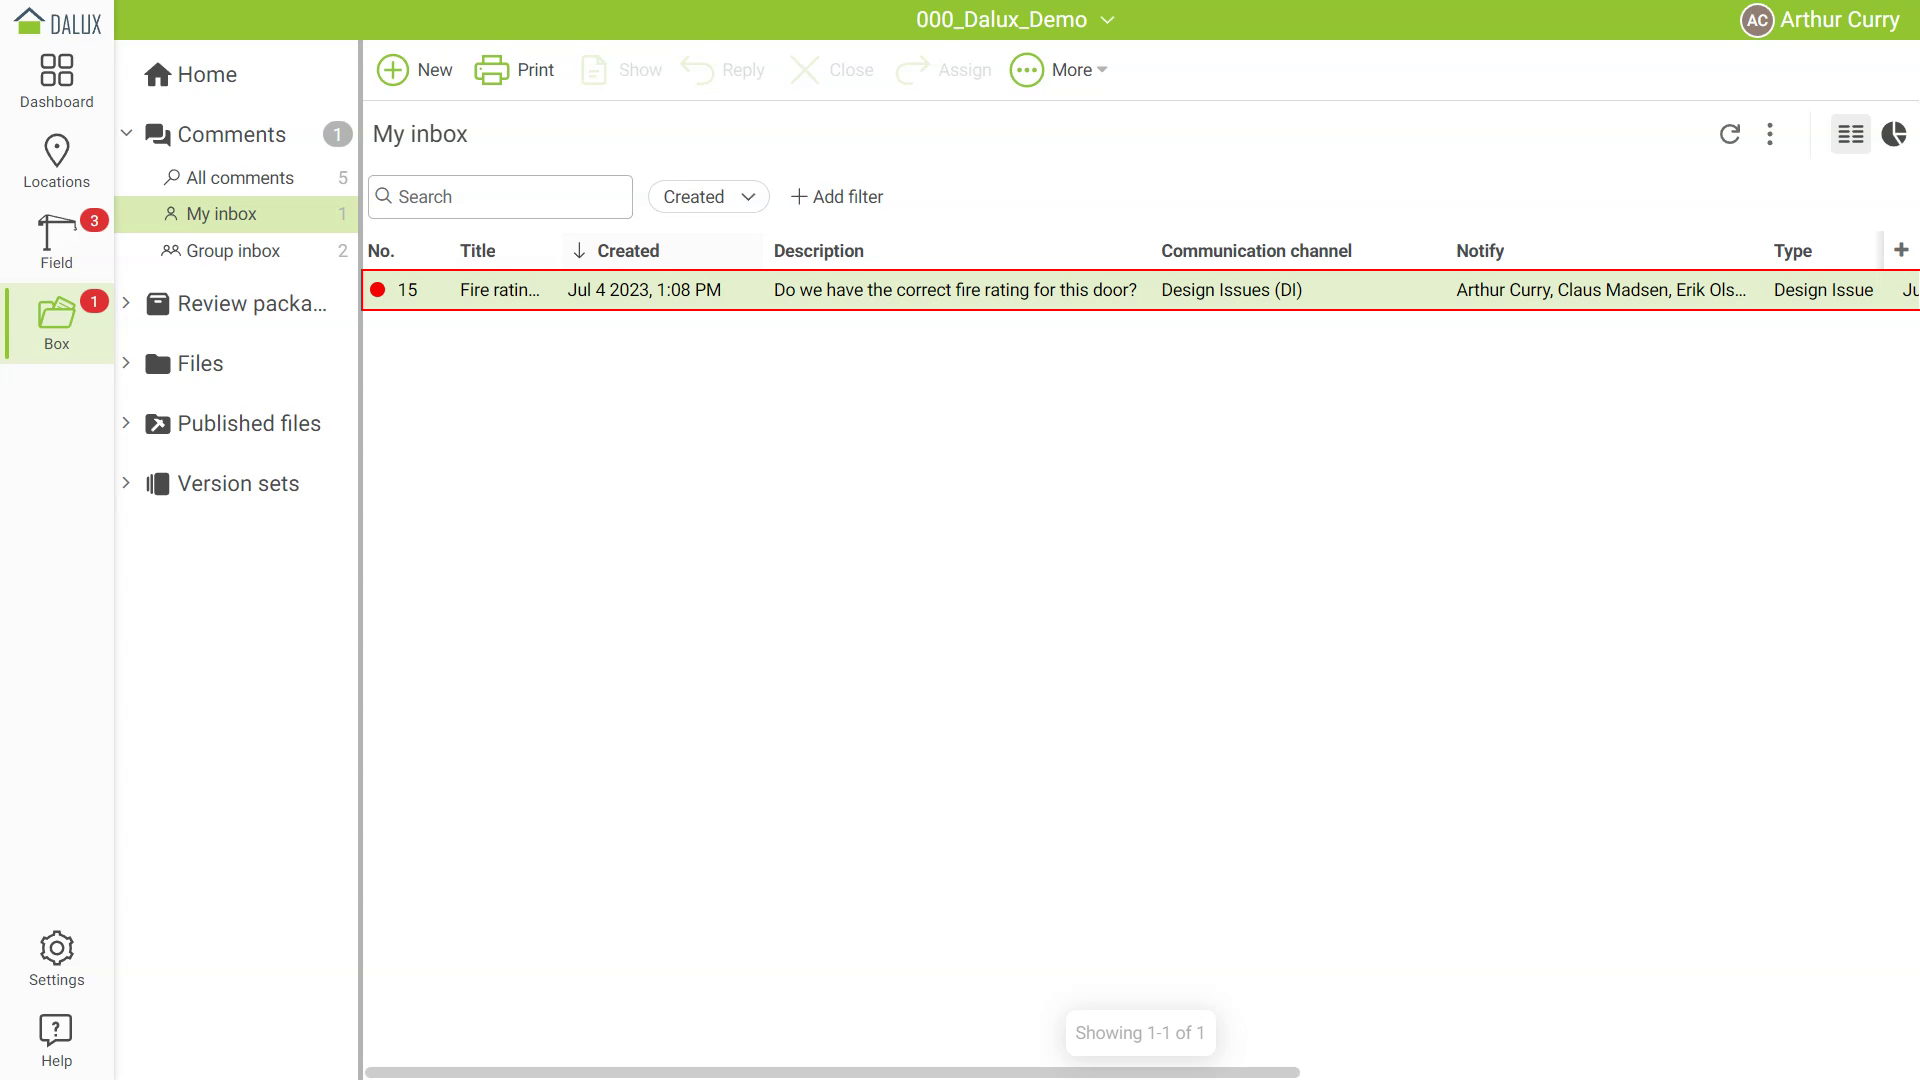 DALUX
000_Dalux_Demo
AC Arthur Curry
Dashboard
Locations
3
Field
1
Box
Settings
Help
Home
Comments 1
All comments 5
My inbox 1
Group inbox 2
Review packa...
Files
Published files
Version sets
New Print Show Reply Close Assign More
My inbox
Search Created Add filter
No. Title Created Description Communication channel Notify Type
15 Fire ratin... Jul 4 2023, 1:08 PM Do we have the correct fire rating for this door? Design Issues (DI) Arthur Curry, Claus Madsen, Erik Ols... Design Issue Ju
Showing 1-1 of 1